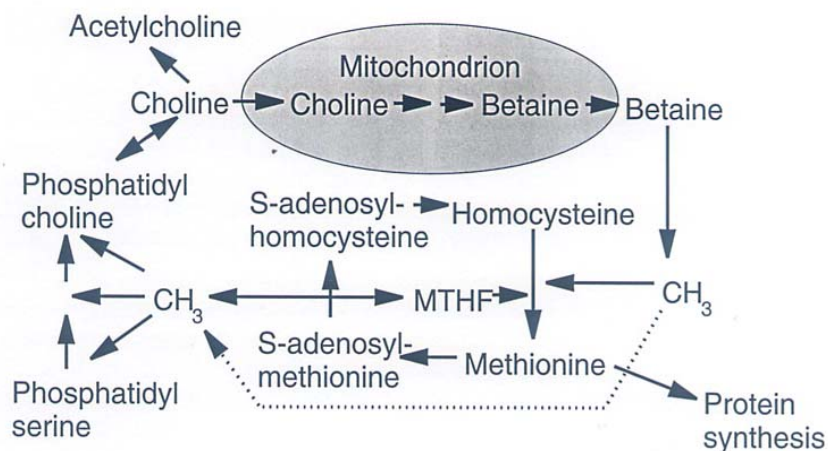 Acetylcholine
Mitochondrion
Choline
Choline
Betaine
Betaine
Phosphatidyl
choline
S-adenosyl-
homocysteine
Homocysteine
CH3
MTHF
CH3
S-adenosyl-
methionine
Methionine
Phosphatidyl
serine
Protein
synthesis